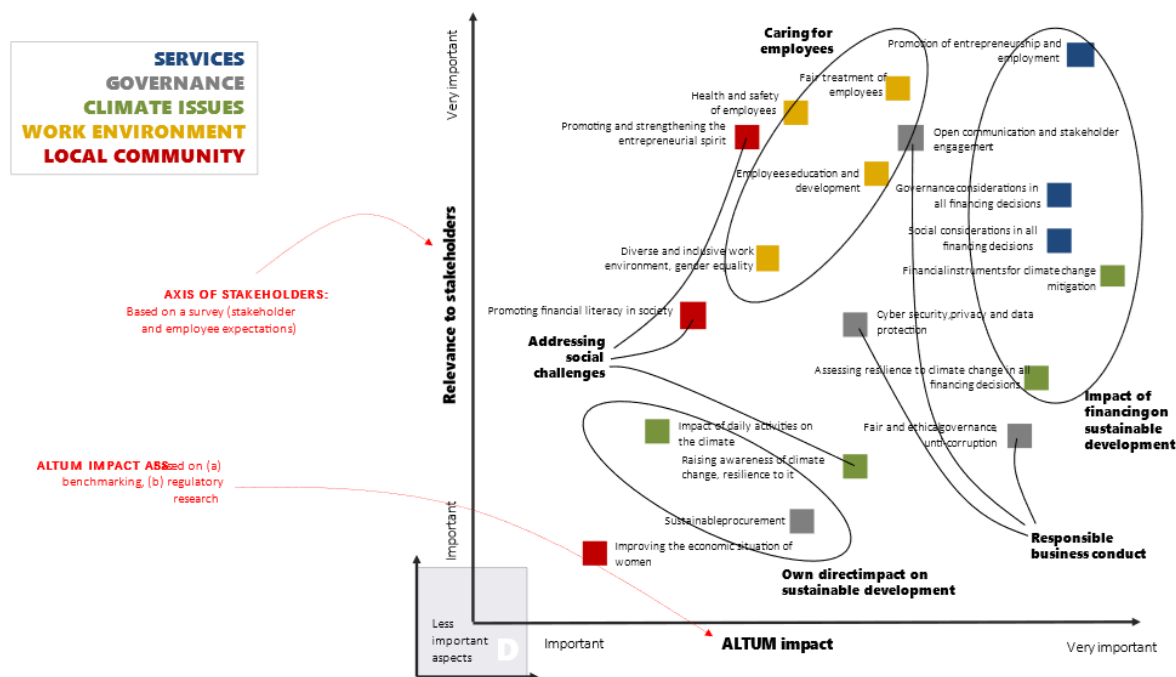 SERVICES
GOVERNANCE
CLIMATE ISSUES
WORK ENVIRONMENT
LOCAL COMMUNITY
AXIS OF STAKEHOLDERS:
Based on a survey (stakeholder
and employee expectations)
ALTUM IMPACT ASS
Based on (a)
benchmarking, (b) regulatory
research
Very important
Relevance to stakeholders
Important
Less
important
aspects
D
Important
ALTUM impact
Very important
Caring for
employees
Promotion of entrepreneurship and
employment
Fair treatment of
employees
Health and safety
of employees
Promoting and strengthening the
entrepreneurial spirit
Open communication and stakeholder
engagement
Employees education and
development
Governance considerations in
all financing decisions
Social considerations in all
financing decisions
Diverse and inclusive work
environment, gender equality
Financial instruments for climate change
mitigation
Promoting financial literacy in society
Cyber security, privacy and data
protection
Addressing
social
challenges
Assessing resilience to climate change in all
financing decisions
Impact of
financing on
sustainable
development
Impact of daily activities on
the climate
Fair and ethical governance,
unti-corruption
Raising awareness of climate
change, resilience to it
Sustainable procurement
Improving the economic situation of
women
Responsible
business conduct
Own direct impact on
sustainable development